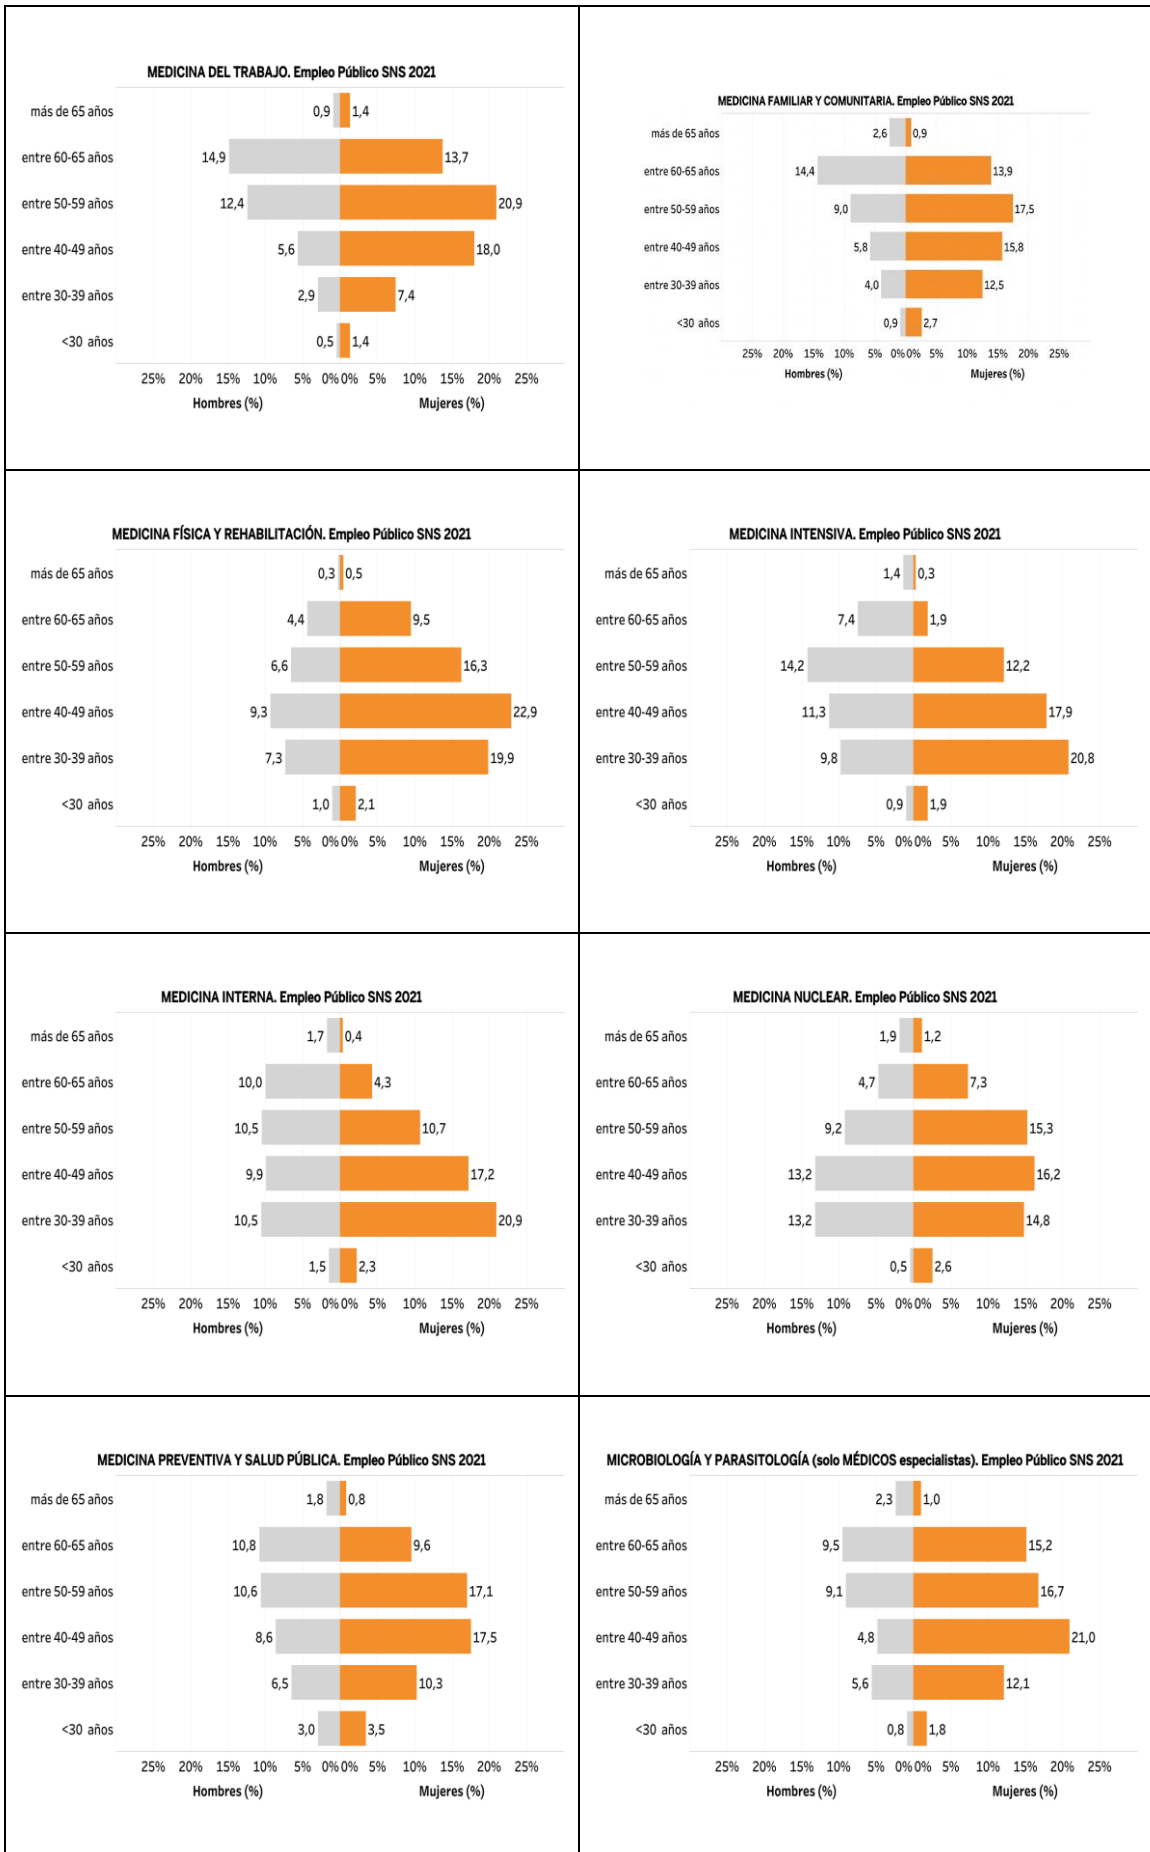 MEDICINA DEL TRABAJO. Empleo Público SNS 2021
más de 65 años 0,9 1,4
entre 60-65 años 14,9 13,7
entre 50-59 años 12,4 20,9
entre 40-49 años 5,6 18,0
entre 30-39 años 2,9 7,4
<30 años 0,5 1,4
25% 20% 15% 10% 5% 0% 0% 5% 10% 15% 20% 25%
Hombres (%) Mujeres (%)
MEDICINA FAMILIAR Y COMUNITARIA. Empleo Público SNS 2021
más de 65 años 2,6 0,9
entre 60-65 años 14,4 13,9
entre 50-59 años 9,0 17,5
entre 40-49 años 5,8 15,8
entre 30-39 años 4,0 12,5
<30 años 0,9 2,7
25% 20% 15% 10% 5% 0% 0% 5% 10% 15% 20% 25%
Hombres (%) Mujeres (%)
MEDICINA FÍSICA Y REHABILITACIÓN. Empleo Público SNS 2021
más de 65 años 0,3 0,5
entre 60-65 años 4,4 9,5
entre 50-59 años 6,6 16,3
entre 40-49 años 9,3 22,9
entre 30-39 años 7,3 19,9
<30 años 1,0 2,1
25% 20% 15% 10% 5% 0% 0% 5% 10% 15% 20% 25%
Hombres (%) Mujeres (%)
MEDICINA INTENSIVA. Empleo Público SNS 2021
más de 65 años 1,4 0,3
entre 60-65 años 7,4 1,9
entre 50-59 años 14,2 12,2
entre 40-49 años 11,3 17,9
entre 30-39 años 9,8 20,8
<30 años 0,9 1,9
25% 20% 15% 10% 5% 0% 0% 5% 10% 15% 20% 25%
Hombres (%) Mujeres (%)
MEDICINA INTERNA. Empleo Público SNS 2021
más de 65 años 1,7 0,4
entre 60-65 años 10,0 4,3
entre 50-59 años 10,5 10,7
entre 40-49 años 9,9 17,2
entre 30-39 años 10,5 20,9
<30 años 1,5 2,3
25% 20% 15% 10% 5% 0% 0% 5% 10% 15% 20% 25%
Hombres (%) Mujeres (%)
MEDICINA NUCLEAR. Empleo Público SNS 2021
más de 65 años 1,9 1,2
entre 60-65 años 4,7 7,3
entre 50-59 años 9,2 15,3
entre 40-49 años 13,2 16,2
entre 30-39 años 13,2 14,8
<30 años 0,5 2,6
25% 20% 15% 10% 5% 0% 0% 5% 10% 15% 20% 25%
Hombres (%) Mujeres (%)
MEDICINA PREVENTIVA Y SALUD PÚBLICA. Empleo Público SNS 2021
más de 65 años 1,8 0,8
entre 60-65 años 10,8 9,6
entre 50-59 años 10,6 17,1
entre 40-49 años 8,6 17,5
entre 30-39 años 6,5 10,3
<30 años 3,0 3,5
25% 20% 15% 10% 5% 0% 0% 5% 10% 15% 20% 25%
Hombres (%) Mujeres (%)
MICROBIOLOGÍA Y PARASITOLOGÍA (solo MÉDICOS especialistas). Empleo Público SNS 2021
más de 65 años 2,3 1,0
entre 60-65 años 9,5 15,2
entre 50-59 años 9,1 16,7
entre 40-49 años 4,8 21,0
entre 30-39 años 5,6 12,1
<30 años 0,8 1,8
25% 20% 15% 10% 5% 0% 0% 5% 10% 15% 20% 25%
Hombres (%) Mujeres (%)